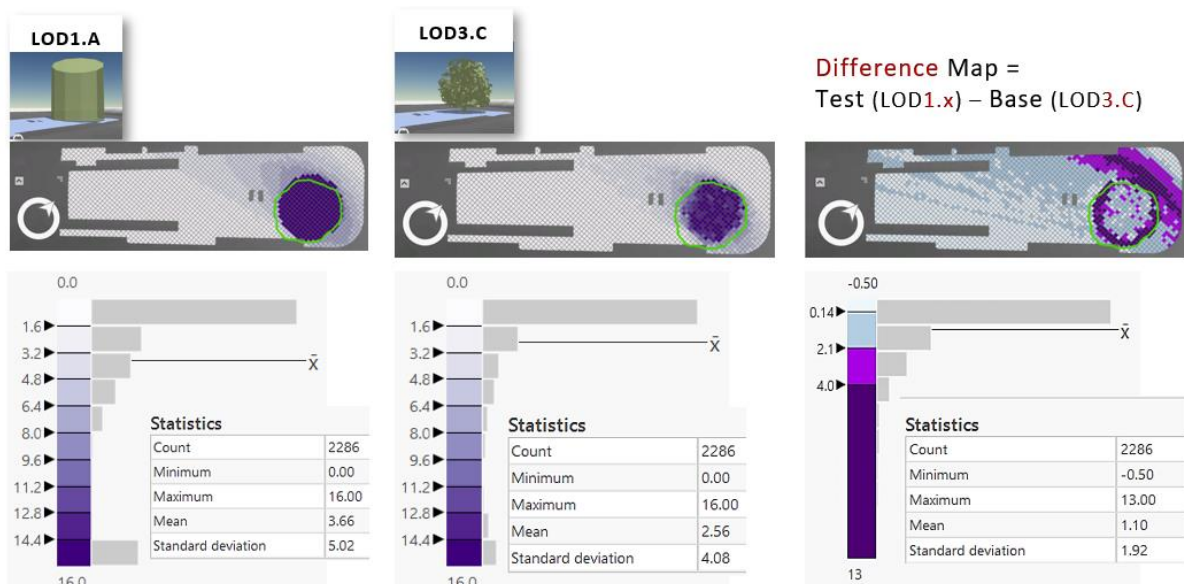 LOD1.A
LOD3.C
Difference Map =
Test (LOD1.x) – Base (LOD3.C)
0.0
1.6
3.2
4.8
6.4
8.0
9.6
11.2
12.8
14.4
16.0
x̄
Statistics
Count 2286
Minimum 0.00
Maximum 16.00
Mean 3.66
Standard deviation 5.02
0.0
1.6
3.2
4.8
6.4
8.0
9.6
11.2
12.8
14.4
16.0
x̄
Statistics
Count 2286
Minimum 0.00
Maximum 16.00
Mean 2.56
Standard deviation 4.08
-0.50
0.14
2.1
4.0
13
x̄
Statistics
Count 2286
Minimum -0.50
Maximum 13.00
Mean 1.10
Standard deviation 1.92